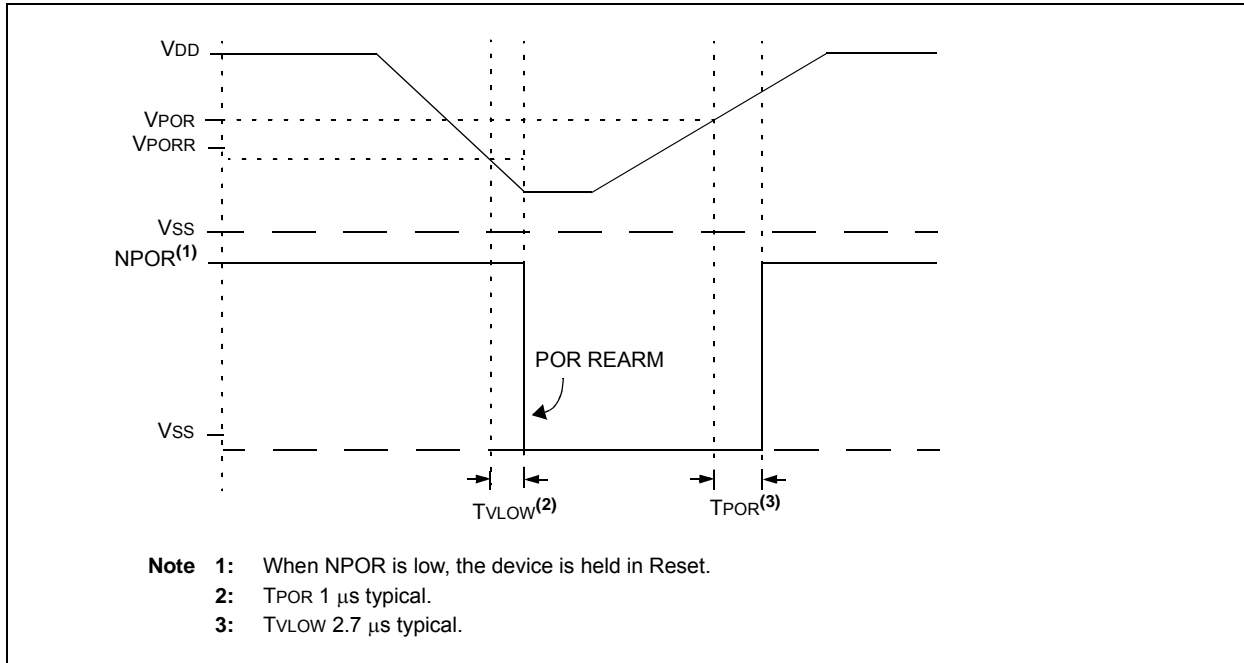 VDD
VPOR
VPORR
VSS
NPOR(1)
POR REARM
VSS
TVLOW(2)
TPOR(3)
Note 1: When NPOR is low, the device is held in Reset.
2: TPOR 1 μs typical.
3: TVLOW 2.7 μs typical.